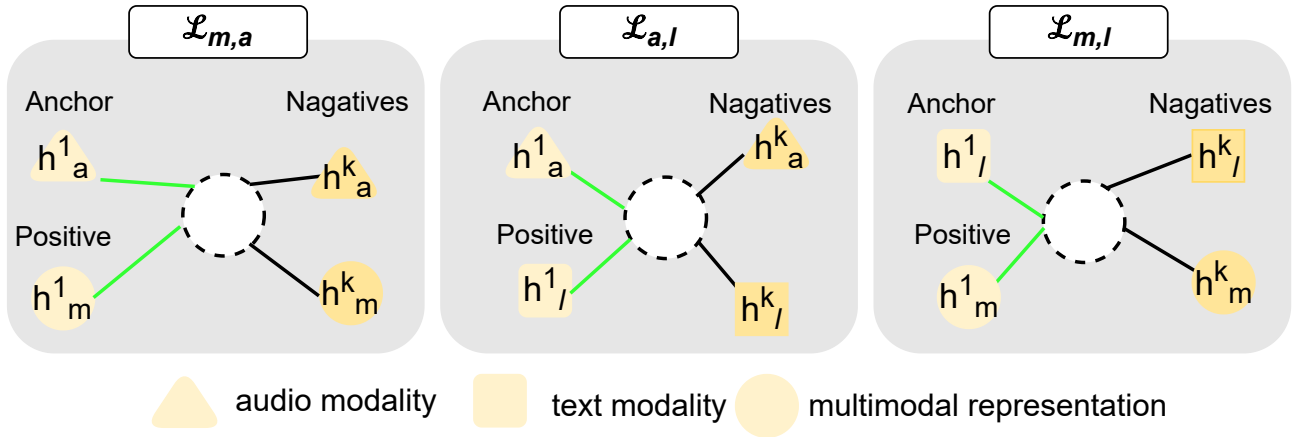 ℒm,a
Anchor Nagatives
h1a hka
Positive
h1m hkm
ℒa,l
Anchor Nagatives
h1a hka
Positive
h1l hkl
ℒm,l
Anchor Nagatives
h1l hkl
Positive
h1m hkm
audio modality text modality multimodal representation